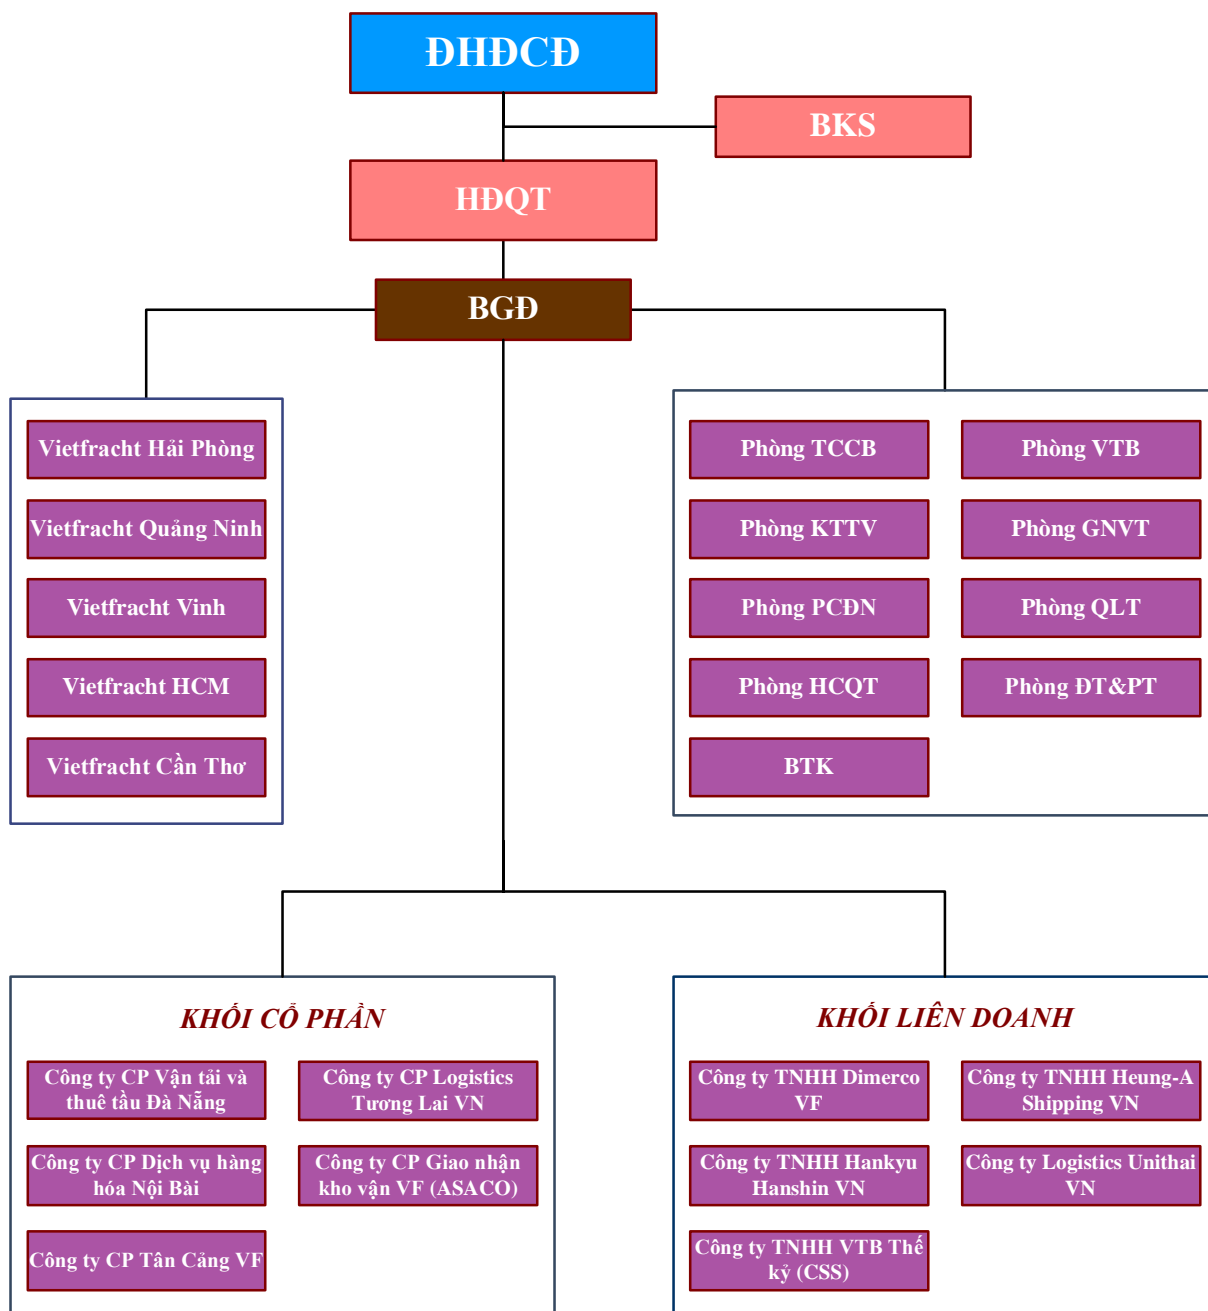 ĐHĐCĐ
BKS
HĐQT
BGĐ
Vietfracht Hải Phòng
Vietfracht Quảng Ninh
Vietfracht Vinh
Vietfracht HCM
Vietfracht Cần Thơ
Phòng TCCB
Phòng VTB
Phòng KTTV
Phòng GNVT
Phòng PCĐN
Phòng QLT
Phòng HCQT
Phòng ĐT&PT
BTK
KHỐI CỔ PHẦN
Công ty CP Vận tải và
thuê tầu Đà Nẵng
Công ty CP Logistics
Tương Lai VN
Công ty CP Dịch vụ hàng
hóa Nội Bài
Công ty CP Giao nhận
kho vận VF (ASACO)
Công ty CP Tân Cảng VF
KHỐI LIÊN DOANH
Công ty TNHH Dimerco
VF
Công ty TNHH Heung-A
Shipping VN
Công ty TNHH Hankyu
Hanshin VN
Công ty Logistics Unithai
VN
Công ty TNHH VTB Thế
kỷ (CSS)